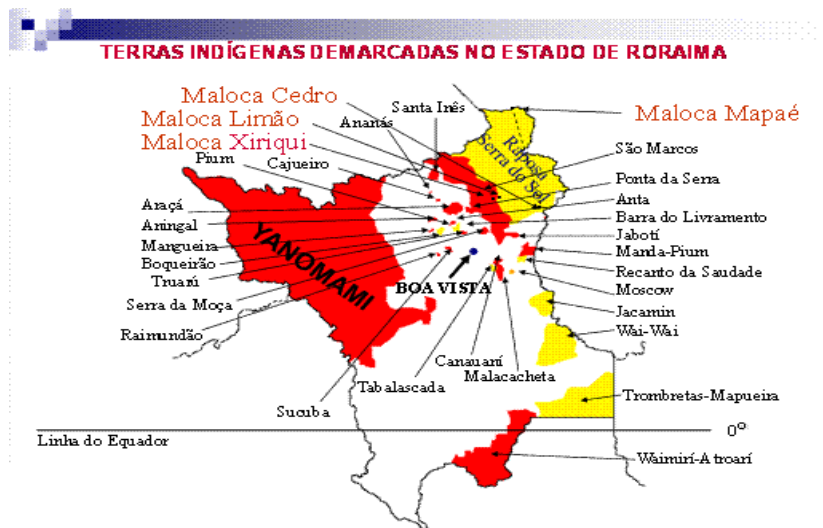 TERRAS INDÍGENAS DEMARCADAS NO ESTADO DE RORAIMA
Maloca Cedro
Santa Inês
Maloca Mapaé
Maloca Limão
Ananás
Maloca Xiriqui
Pium
Cajueiro
Raposa
Serra do Sol
São Marcos
Ponta da Serra
Araçá
Anta
Aningal
Barra do Livramento
Mangueira
Jabotí
Boqueirão
Manda-Pium
Truarú
Recanto da Saudade
YANOMAMI
BOA VISTA
Moscow
Serra da Moça
Jacamin
Raimundão
Wai-Wai
Canauaní
Malacacheta
Tabalascada
Trombretas-Mapueira
Sucuba
Linha do Equador
0º
Waimirí-Atroarí